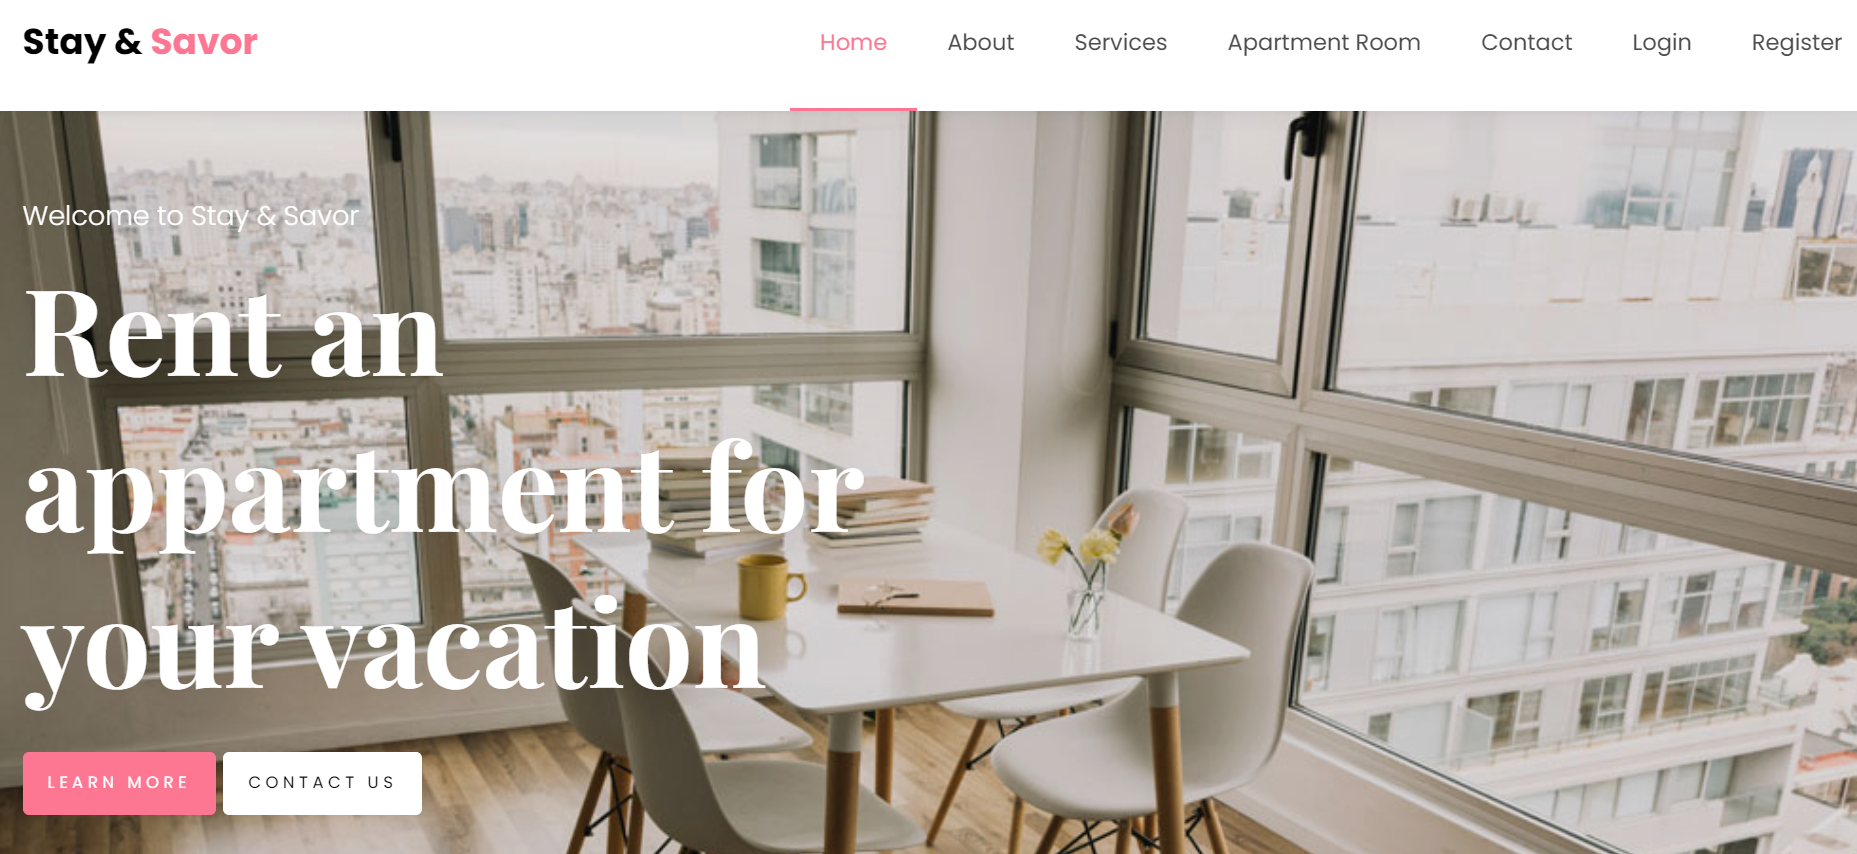 Stay & Savor
Home About Services Apartment Room Contact Login Register
Welcome to Stay & Savor
Rent an
appartment for
your vacation
LEARN MORE CONTACT US